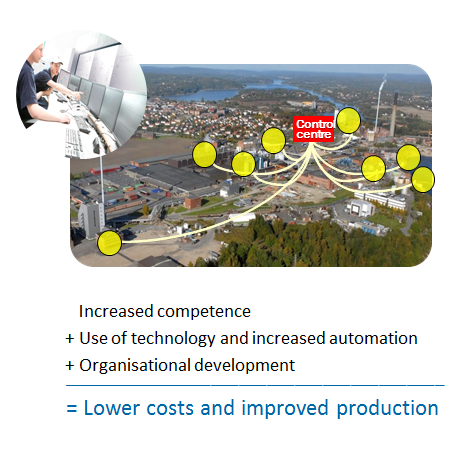 Control
centre
Increased competence
+ Use of technology and increased automation
+ Organisational development
= Lower costs and improved production